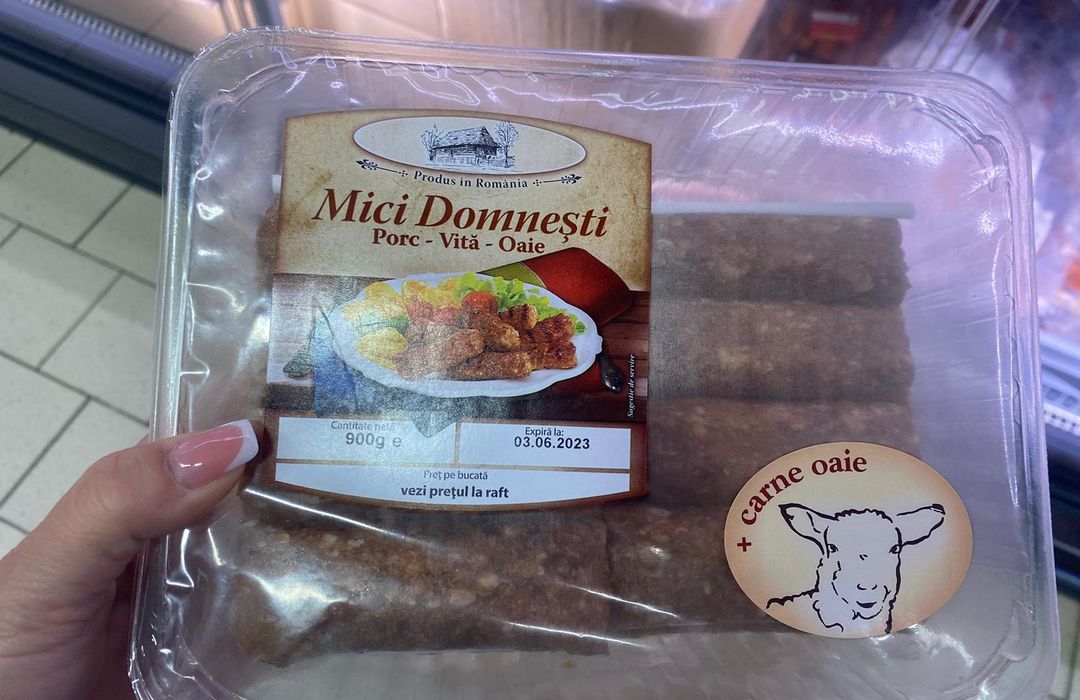 Produs in România
Mici Domnești
Porc - Vită - Oaie
Sugestie de servire
Cantitate netă
900g e
Expiră la:
03.06.2023
Preț pe bucată
vezi prețul la raft
+ carne oaie